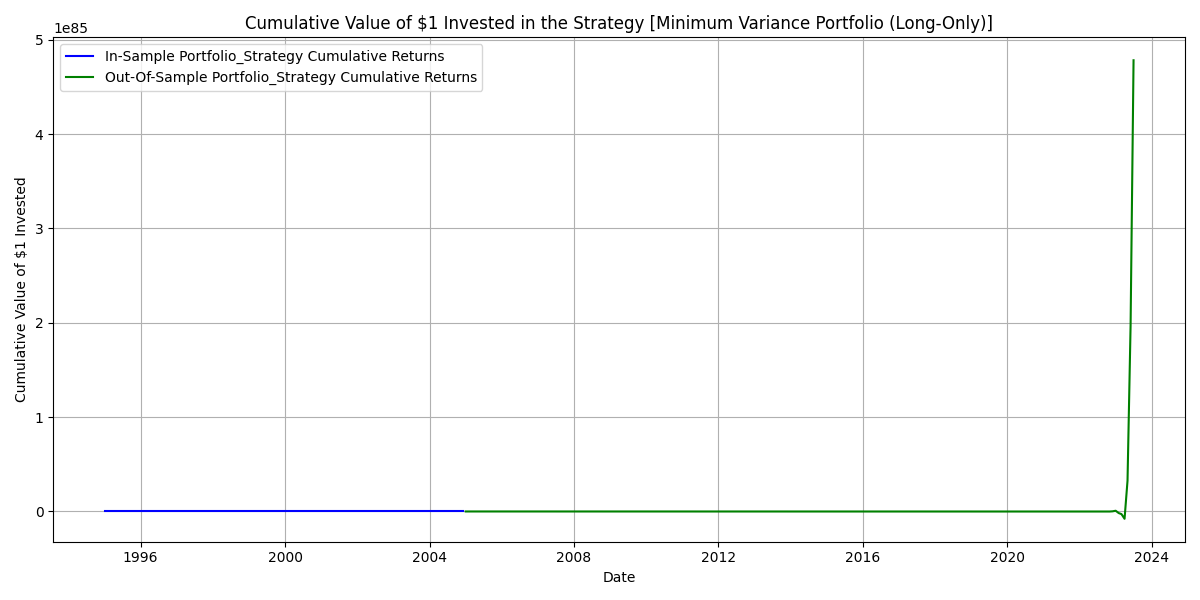 Cumulative Value of $1 Invested in the Strategy [Minimum Variance Portfolio (Long-Only)]
1e85
In-Sample Portfolio_Strategy Cumulative Returns
Out-Of-Sample Portfolio_Strategy Cumulative Returns
Cumulative Value of $1 Invested
5
4
3
2
1
0
1996 2000 2004 2008 2012 2016 2020 2024
Date